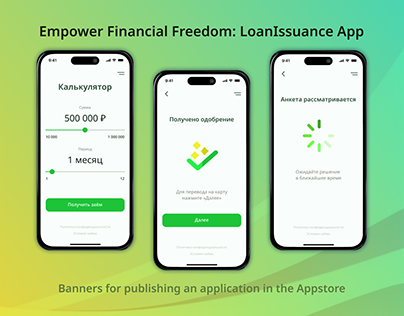 Empower Financial Freedom: LoanIssuance App
9:41
Калькулятор
Сумма
500 000 ₽
10 000
1 000 000
Период
1 месяц
1
12
Получить займ
9:41
Получено одобрение
Для перевода на карту
нажмите «Далее»
Далее
9:41
Анкета рассматривается
Ожидайте решение
в ближайшее время
Banners for publishing an application in the Appstore